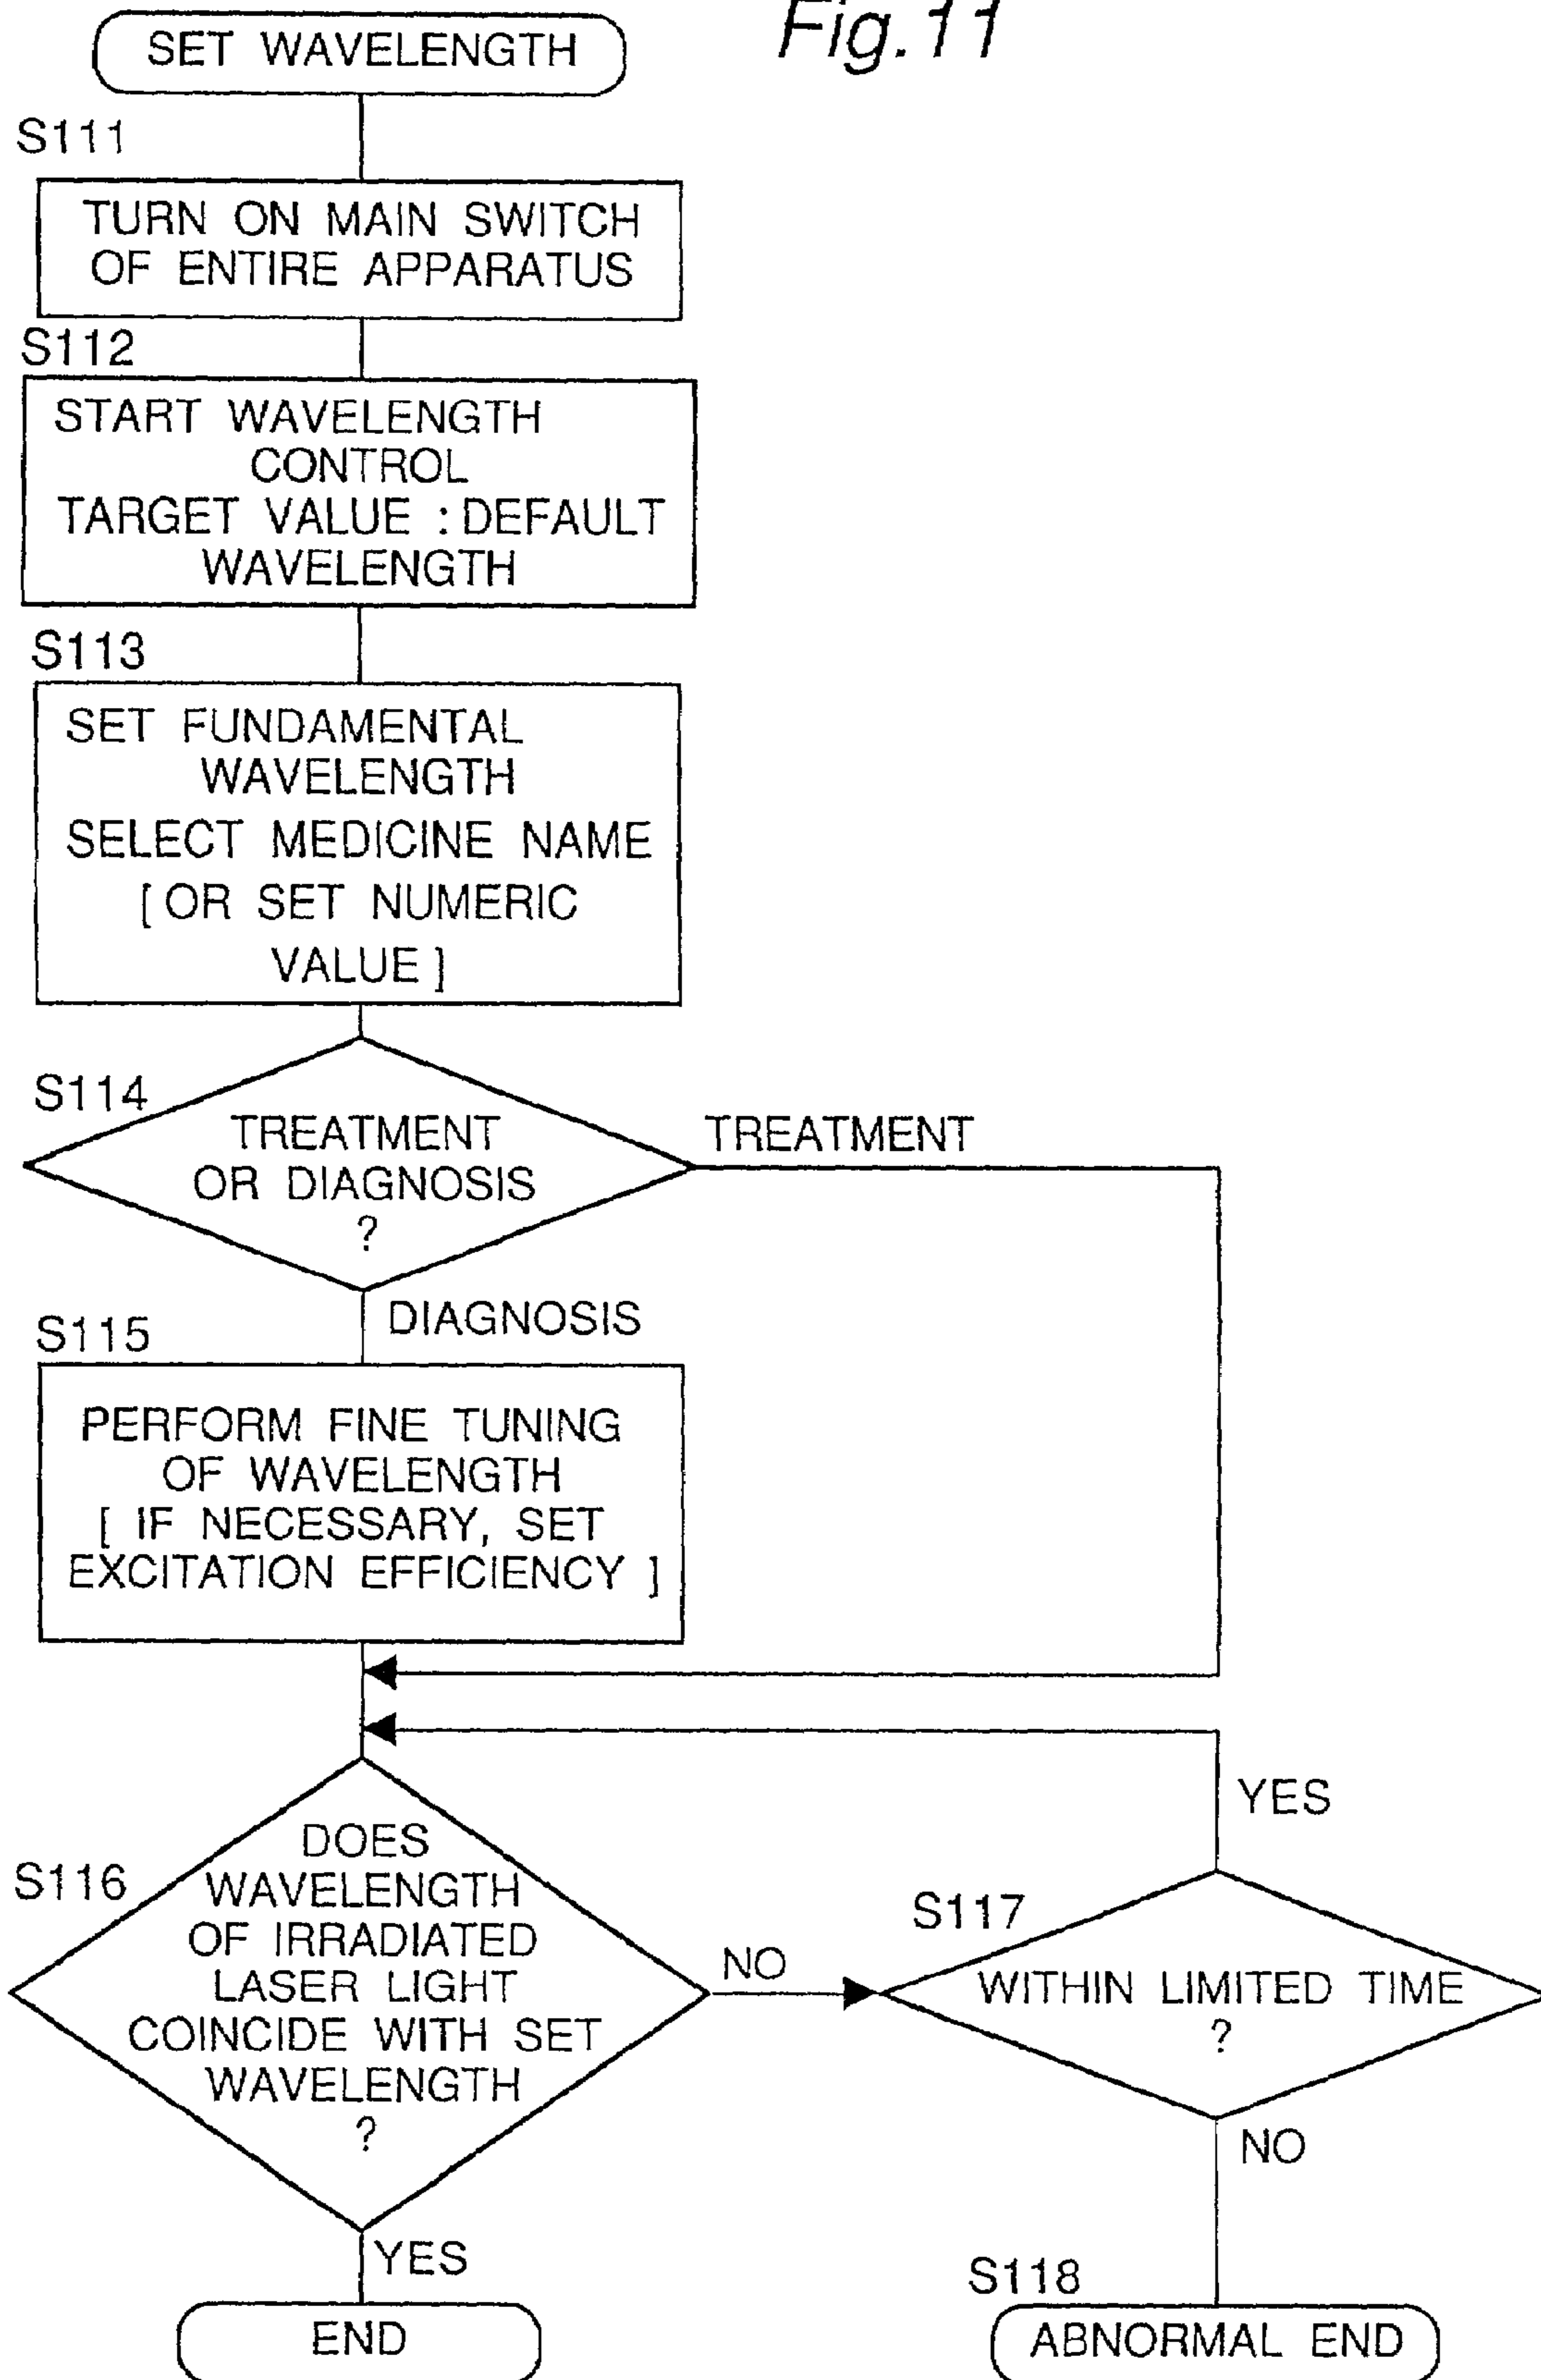 Fig.11
SET WAVELENGTH
S111
TURN ON MAIN SWITCH
OF ENTIRE APPARATUS
S112
START WAVELENGTH
CONTROL
TARGET VALUE : DEFAULT
WAVELENGTH
S113
SET FUNDAMENTAL
WAVELENGTH
SELECT MEDICINE NAME
[ OR SET NUMERIC
VALUE ]
S114
TREATMENT
OR DIAGNOSIS
?
TREATMENT
DIAGNOSIS
S115
PERFORM FINE TUNING
OF WAVELENGTH
[ IF NECESSARY, SET
EXCITATION EFFICIENCY ]
S116
DOES
WAVELENGTH
OF IRRADIATED
LASER LIGHT
COINCIDE WITH SET
WAVELENGTH
?
NO
YES
S117
WITHIN LIMITED TIME
?
YES
NO
END
S118
ABNORMAL END